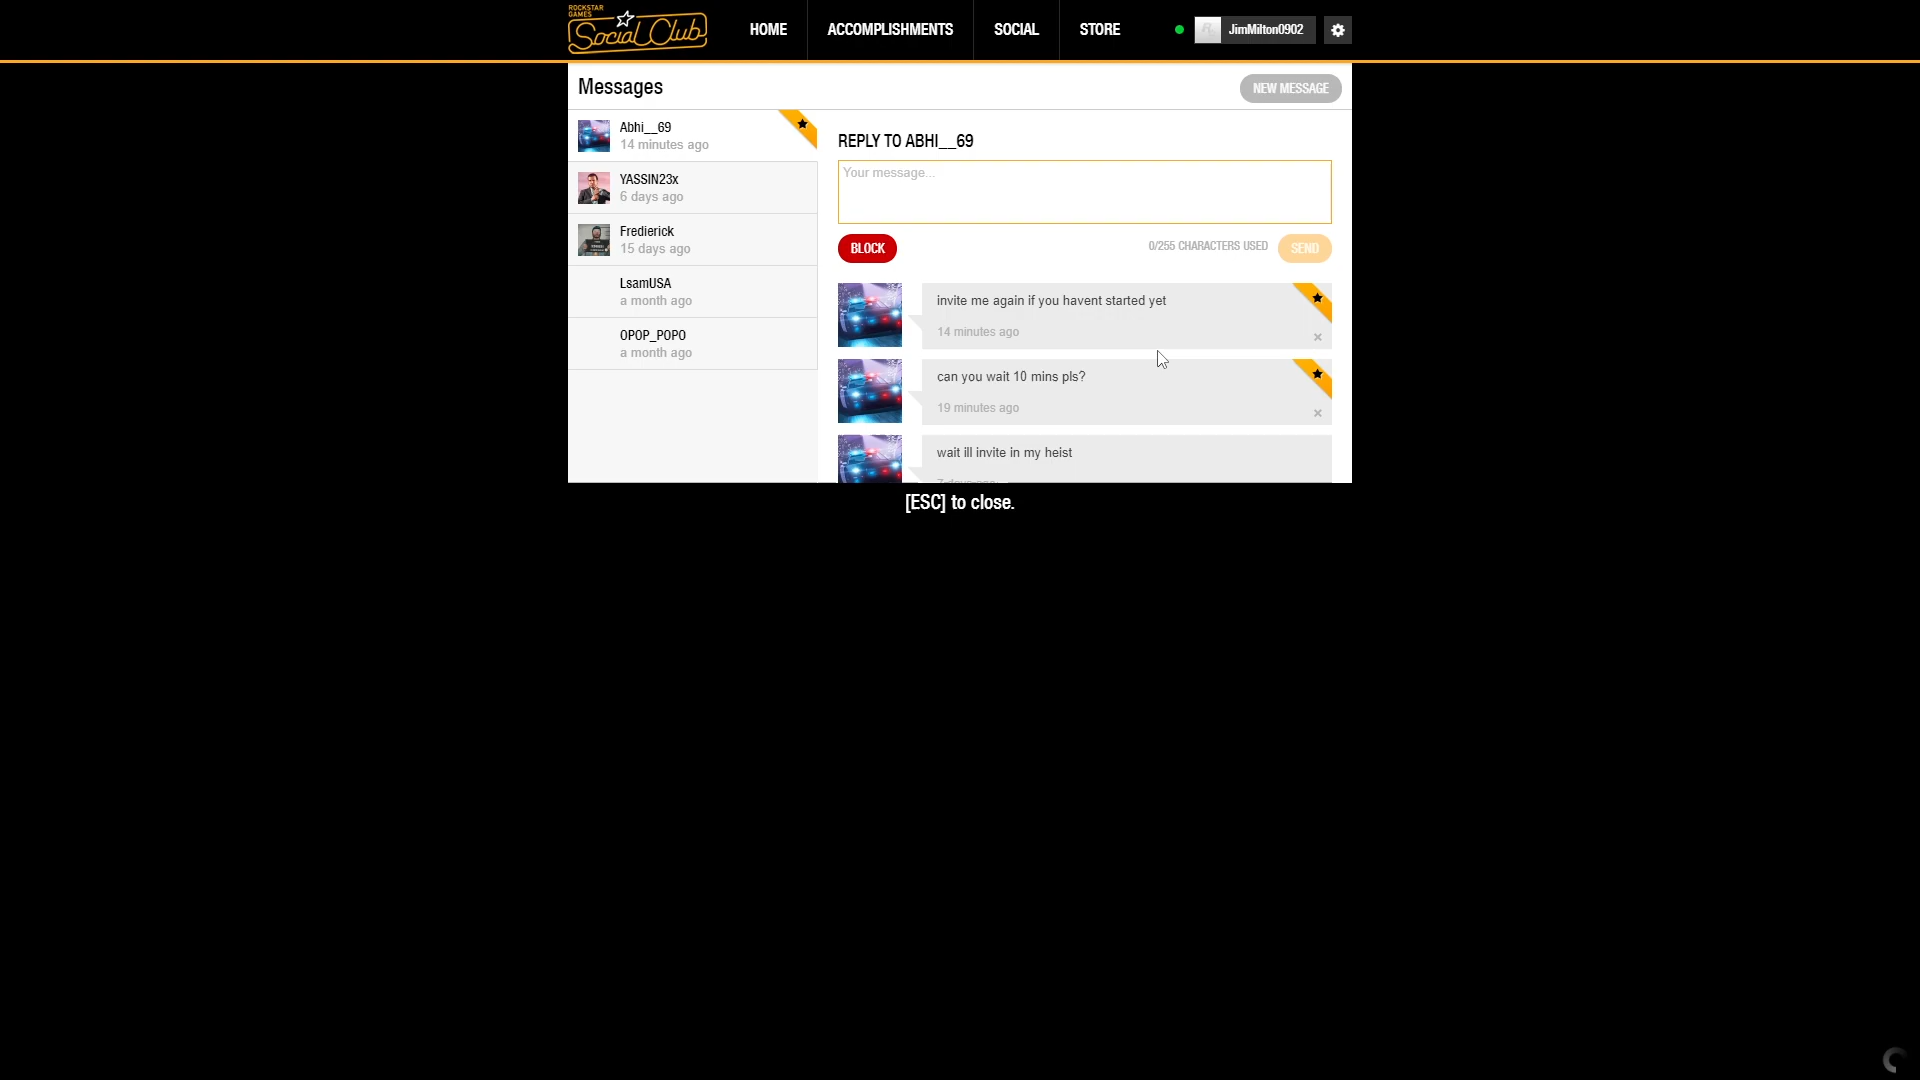 ROCKSTAR
GAMES
Social Club
HOME
ACCOMPLISHMENTS
SOCIAL
STORE
JimMilton0902
Messages
NEW MESSAGE
Abhi__69
14 minutes ago
YASSIN23x
6 days ago
Fredierick
15 days ago
LsamUSA
a month ago
OPOP_POPO
a month ago
REPLY TO ABHI__69
Your message...
BLOCK
0/255 CHARACTERS USED
SEND
invite me again if you havent started yet
14 minutes ago
can you wait 10 mins pls?
19 minutes ago
wait ill invite in my heist
7 days ago
[ESC] to close.